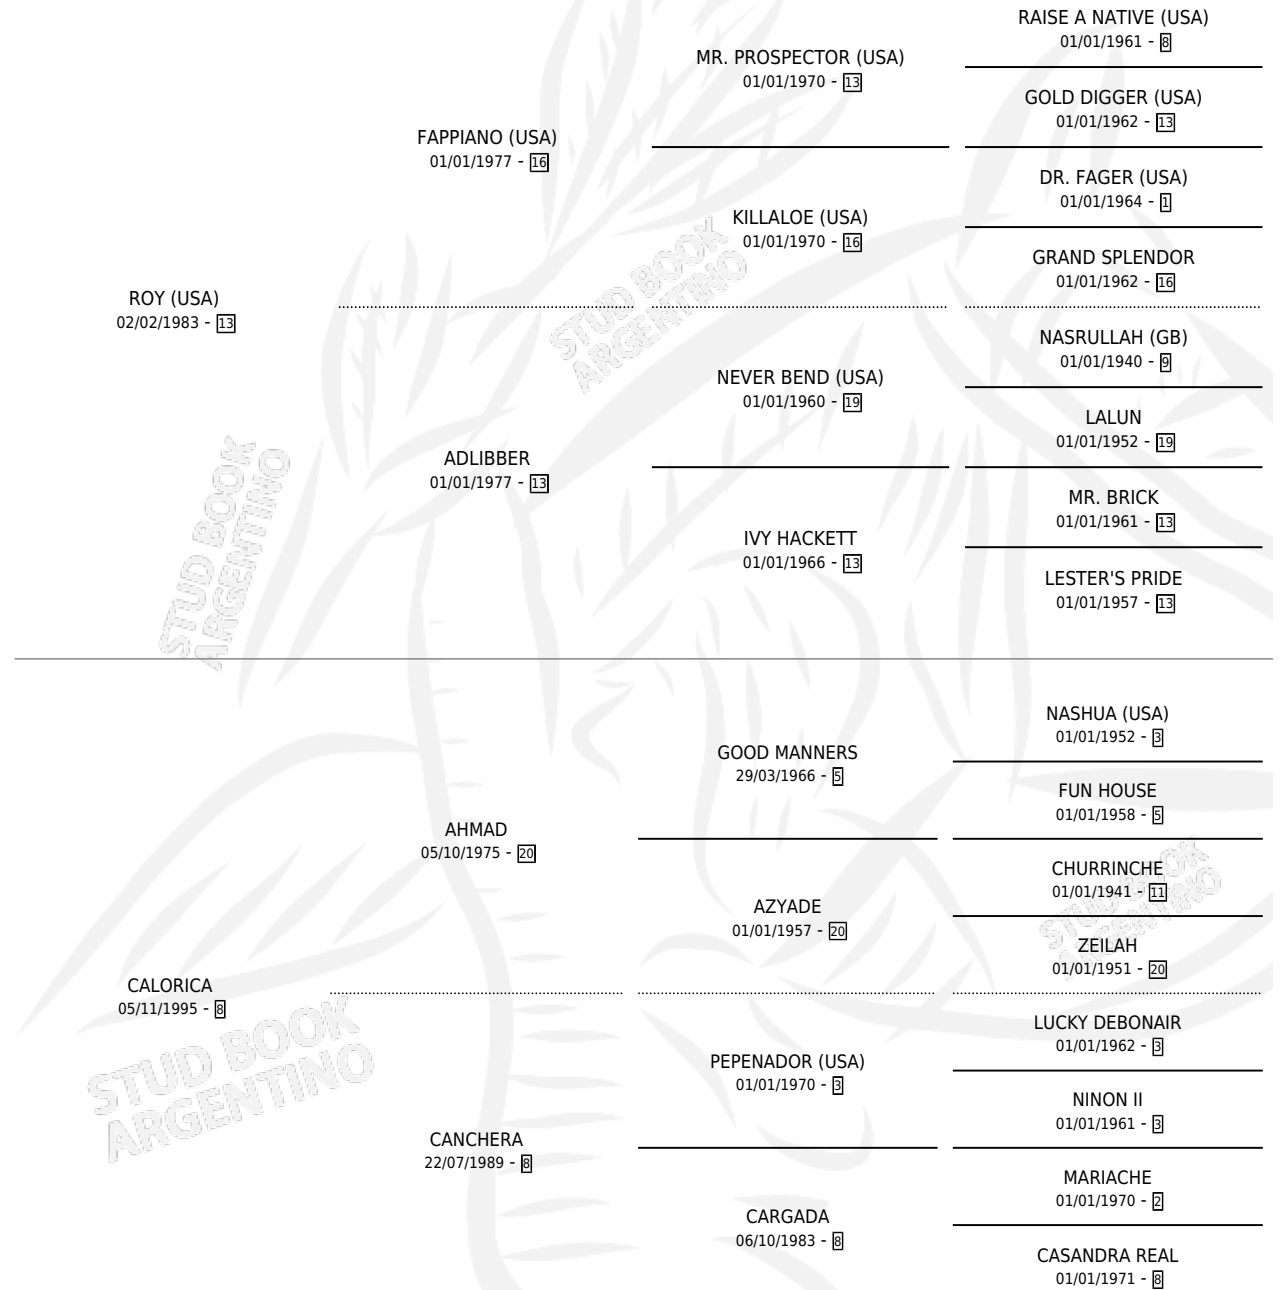 RAISE A NATIVE (USA)
01/01/1961 - 8
MR. PROSPECTOR (USA)
01/01/1970 - 13
GOLD DIGGER (USA)
01/01/1962 - 13
FAPPIANO (USA)
01/01/1977 - 16
DR. FAGER (USA)
01/01/1964 - 1
KILLALOE (USA)
01/01/1970 - 16
GRAND SPLENDOR
01/01/1962 - 16
ROY (USA)
02/02/1983 - 13
STUD BOOK
ARGENTINO
NASRULLAH (GB)
01/01/1940 - 9
NEVER BEND (USA)
01/01/1960 - 19
LALUN
01/01/1952 - 19
ADLIBBER
01/01/1977 - 13
MR. BRICK
01/01/1961 - 13
IVY HACKETT
01/01/1966 - 13
LESTER'S PRIDE
01/01/1957 - 13
STUD BOOK
ARGENTINO
NASHUA (USA)
01/01/1952 - 3
GOOD MANNERS
29/03/1966 - 5
FUN HOUSE
01/01/1958 - 5
AHMAD
05/10/1975 - 20
CHURRINCHE
01/01/1941 - 11
AZYADE
01/01/1957 - 20
STUD BOOK
ARGENTINO
ZEILAH
01/01/1951 - 20
CALORICA
05/11/1995 - 8
LUCKY DEBONAIR
01/01/1962 - 3
PEPENADOR (USA)
01/01/1970 - 3
STUD BOOK
ARGENTINO
NINON II
01/01/1961 - 3
CANCHERA
22/07/1989 - 8
MARIACHE
01/01/1970 - 2
CARGADA
06/10/1983 - 8
CASANDRA REAL
01/01/1971 - 8